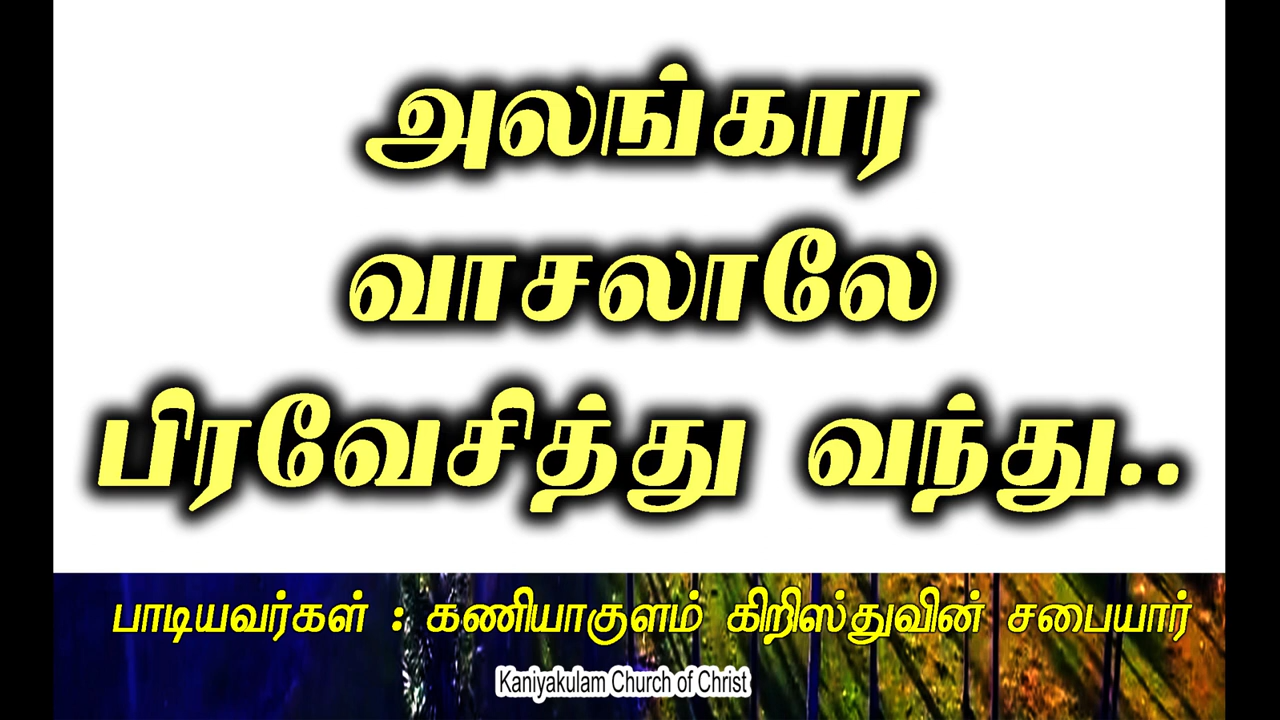 அலங்கார
வாசலாலே
பிரவேசித்து வந்து..
பாடியவர்கள் : கணியாகுளம் கிறிஸ்துவின் சபையார்
Kaniyakulam Church of Christ